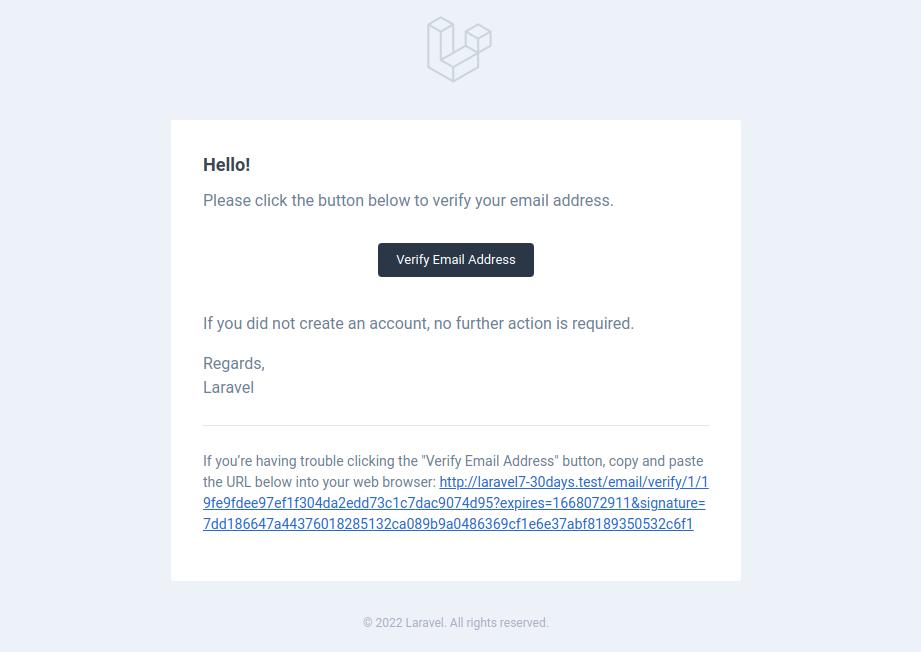 Hello!
Please click the button below to verify your email address.
Verify Email Address
If you did not create an account, no further action is required.
Regards,
Laravel
If you’re having trouble clicking the "Verify Email Address" button, copy and paste
the URL below into your web browser: http://laravel7-30days.test/email/verify/1/1
9fe9fdee97ef1f304da2edd73c1c7dac9074d95?expires=1668072911&signature=
7dd186647a44376018285132ca089b9a0486369cf1e6e37abf8189350532c6f1
© 2022 Laravel. All rights reserved.